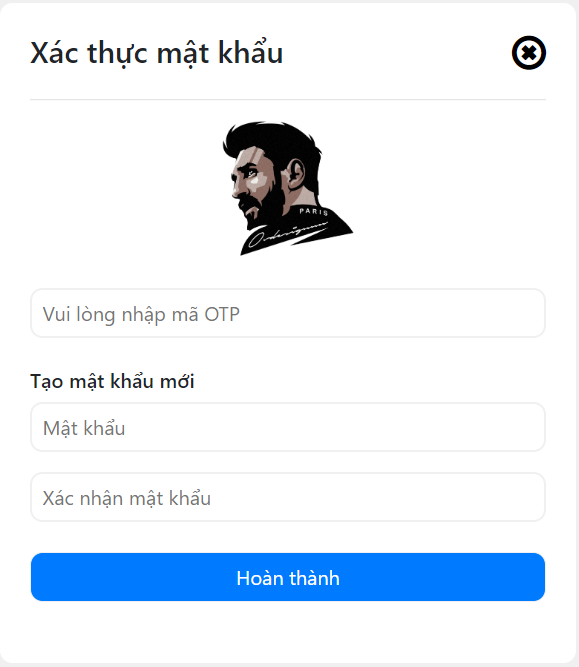 Xác thực mật khẩu
PARIS
Vui lòng nhập mã OTP
Tạo mật khẩu mới
Mật khẩu
Xác nhận mật khẩu
Hoàn thành